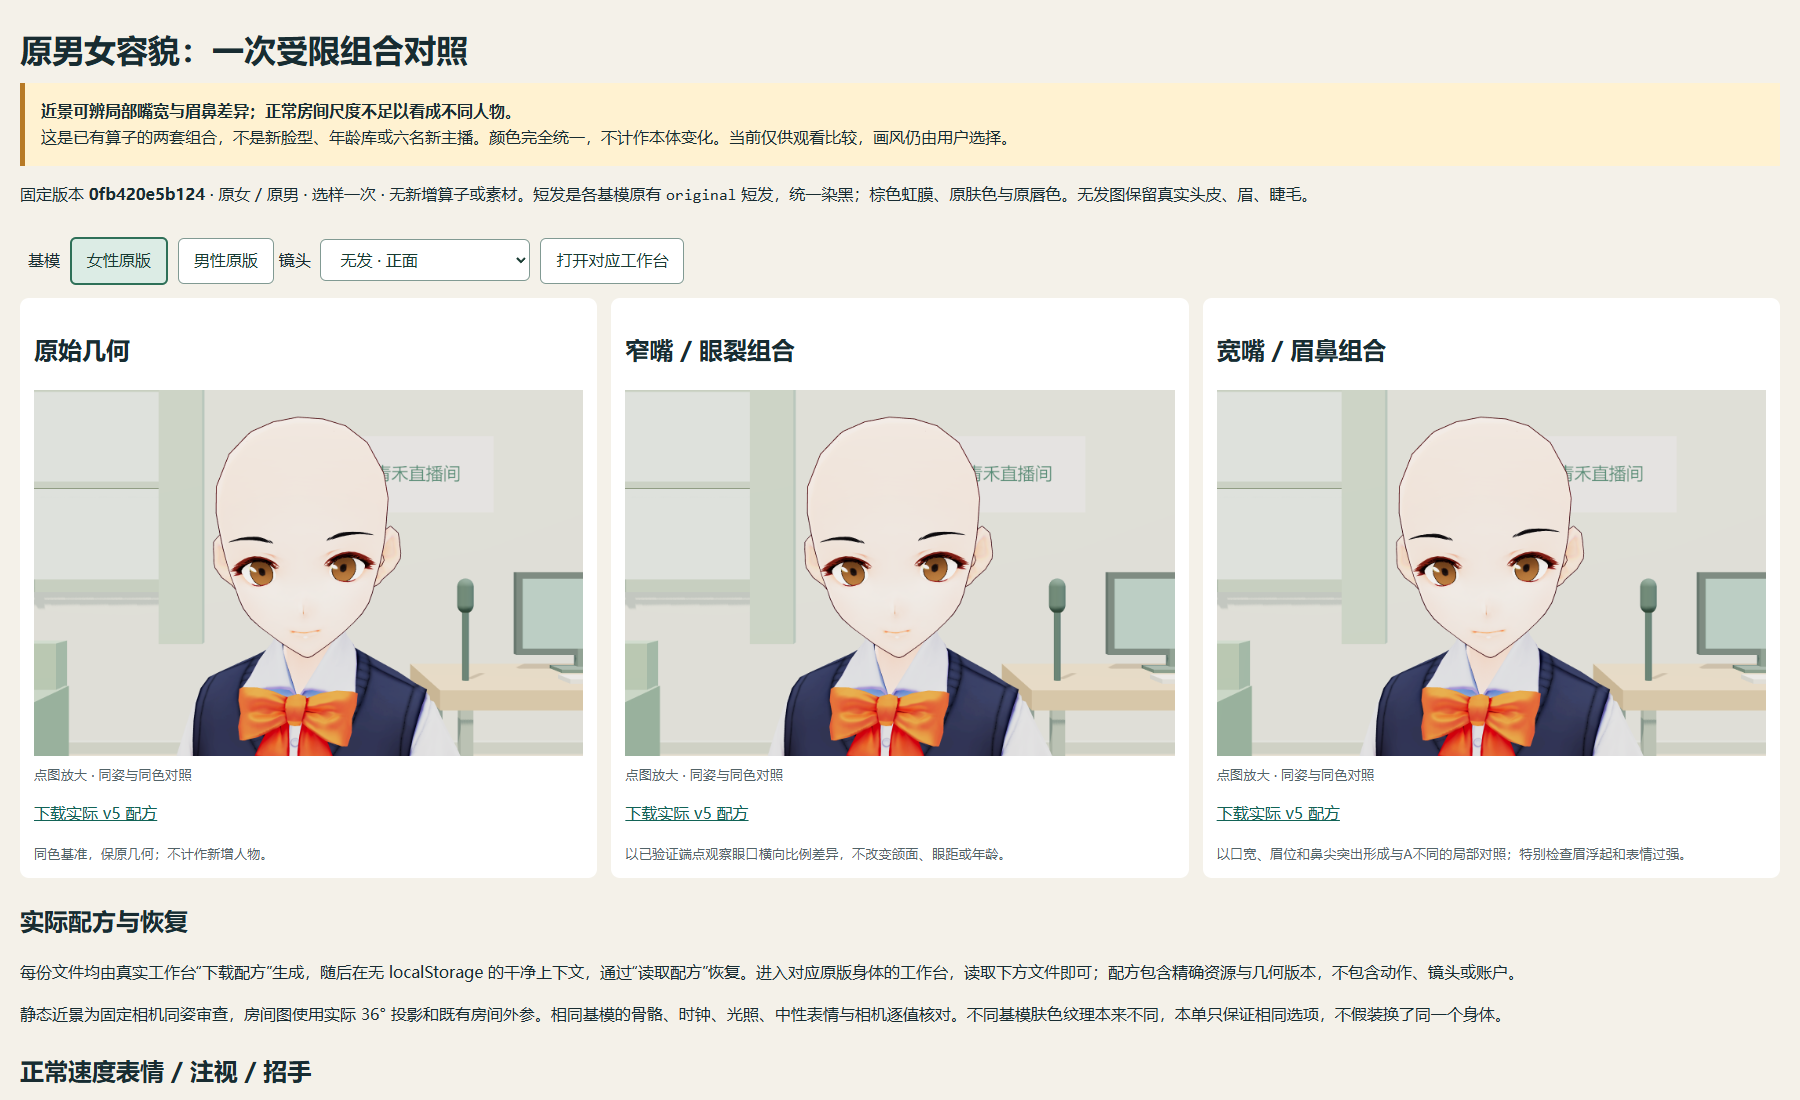 原男女容貌：一次受限组合对照
近景可辨局部嘴宽与眉鼻差异；正常房间尺度不足以看成不同人物。
这是已有算子的两套组合，不是新脸型、年龄库或六名新主播。颜色完全统一，不计作本体变化。当前仅供观看比较，画风仍由用户选择。
固定版本 0fb420e5b124 · 原女 / 原男 · 选样一次 · 无新增算子或素材。短发是各基模原有 original 短发，统一染黑；棕色虹膜、原肤色与原唇色。无发图保留真实头皮、眉、睫毛。
基模 女性原版 男性原版 镜头 无发 · 正面 打开对应工作台
原始几何
青禾直播间
点图放大 · 同姿与同色对照
下载实际 v5 配方
同色基准，保原几何；不计作新增人物。
窄嘴 / 眼裂组合
青禾直播间
点图放大 · 同姿与同色对照
下载实际 v5 配方
以已验证端点观察眼口横向比例差异，不改变颌面、眼距或年龄。
宽嘴 / 眉鼻组合
青禾直播间
点图放大 · 同姿与同色对照
下载实际 v5 配方
以口宽、眉位和鼻尖突出形成与A不同的局部对照；特别检查眉浮起和表情过强。
实际配方与恢复
每份文件均由真实工作台“下载配方”生成，随后在无 localStorage 的干净上下文，通过“读取配方”恢复。进入对应原版身体的工作台，读取下方文件即可；配方包含精确资源与几何版本，不包含动作、镜头或账户。
静态近景为固定相机同姿审查，房间图使用实际 36° 投影和既有房间外参。相同基模的骨骼、时钟、光照、中性表情与相机逐值核对。不同基模肤色纹理本来不同，本单只保证相同选项，不假装换了同一个身体。
正常速度表情 / 注视 / 招手